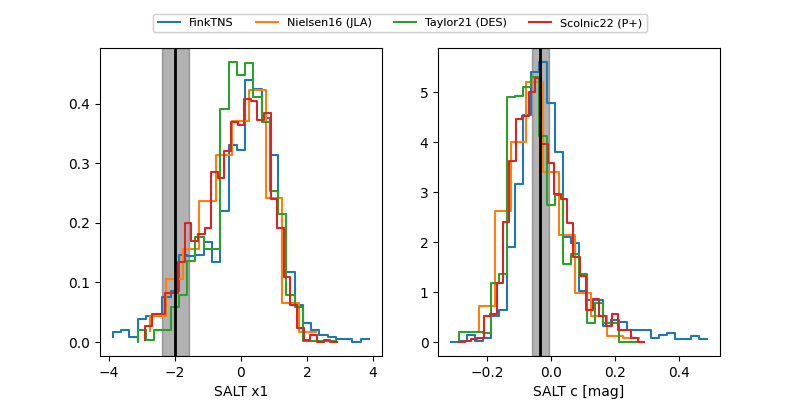 FinkTNS Nielsen16 (JLA) Taylor21 (DES) Scolnic22 (P+)
0.4
0.3
0.2
0.1
0.0
−4 −2 0 2 4
SALT x1
5
4
3
2
1
0
−0.2 0.0 0.2 0.4
SALT c [mag]